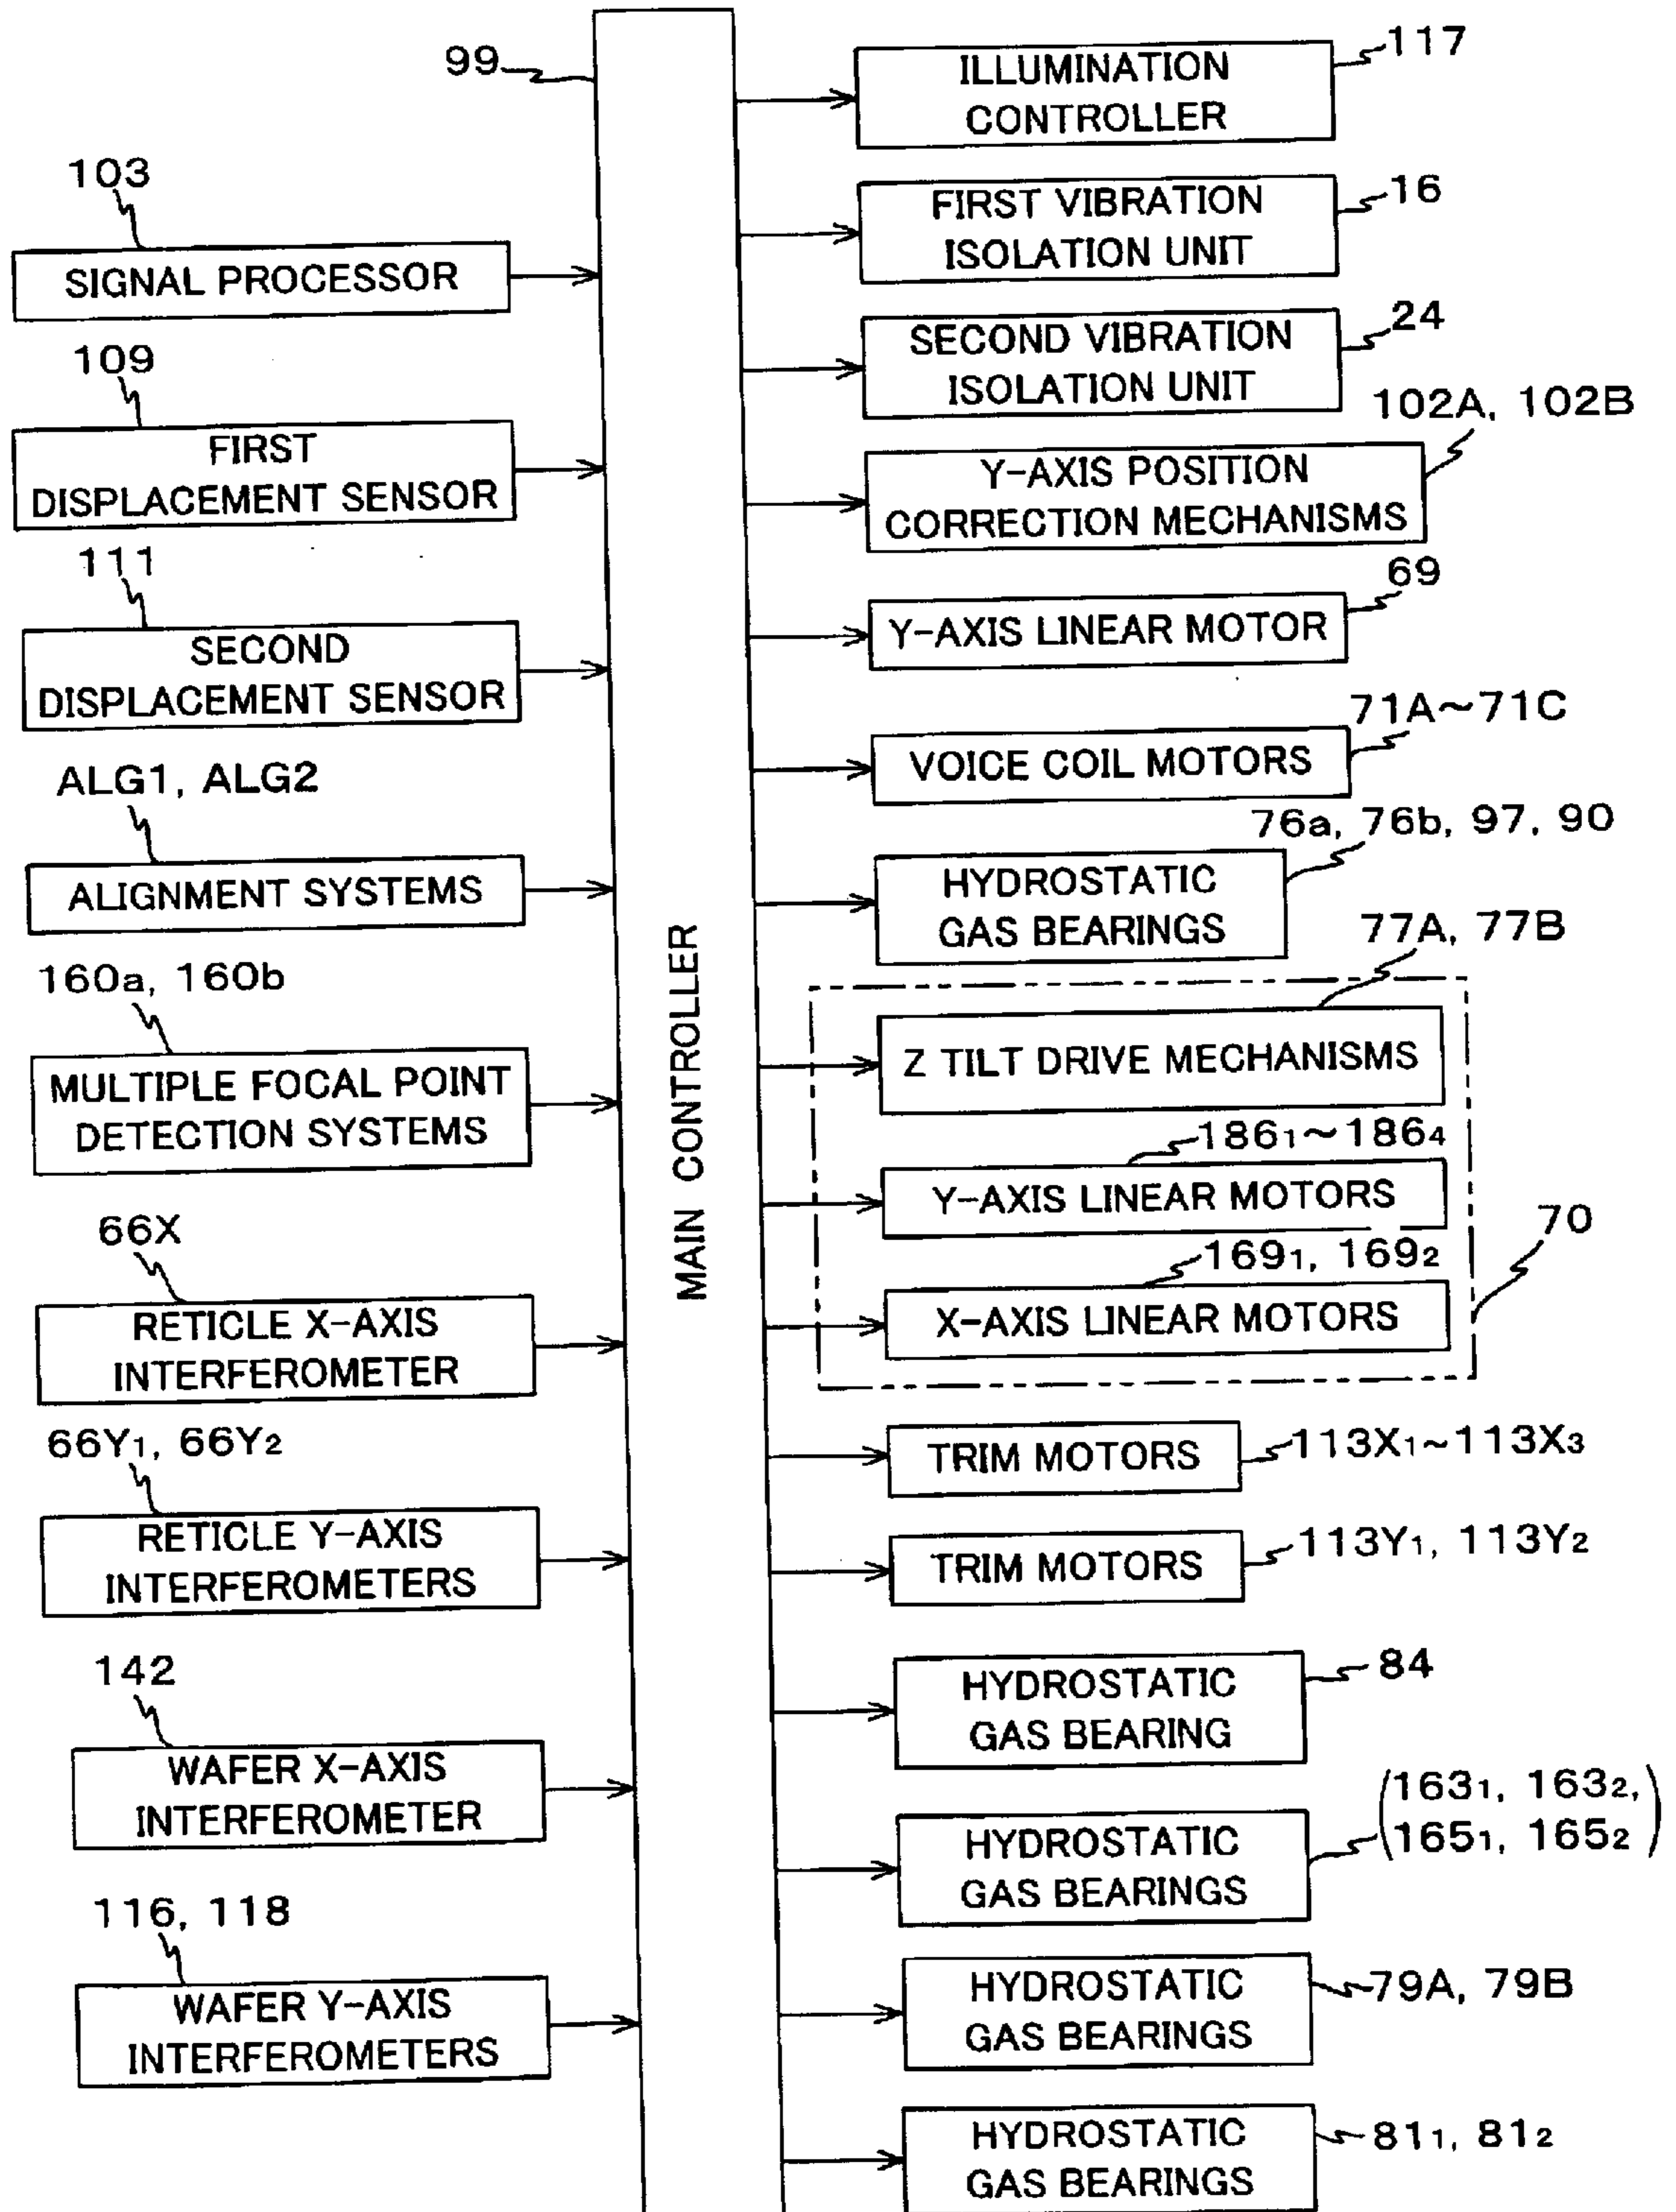 99
MAIN CONTROLLER
103
SIGNAL PROCESSOR
109
FIRST
DISPLACEMENT SENSOR
111
SECOND
DISPLACEMENT SENSOR
ALG1, ALG2
ALIGNMENT SYSTEMS
160a, 160b
MULTIPLE FOCAL POINT
DETECTION SYSTEMS
66X
RETICLE X-AXIS
INTERFEROMETER
66Y₁, 66Y₂
RETICLE Y-AXIS
INTERFEROMETERS
142
WAFER X-AXIS
INTERFEROMETER
116, 118
WAFER Y-AXIS
INTERFEROMETERS
117
ILLUMINATION
CONTROLLER
16
FIRST VIBRATION
ISOLATION UNIT
24
SECOND VIBRATION
ISOLATION UNIT
102A, 102B
Y-AXIS POSITION
CORRECTION MECHANISMS
69
Y-AXIS LINEAR MOTOR
71A~71C
VOICE COIL MOTORS
76a, 76b, 97, 90
HYDROSTATIC
GAS BEARINGS
77A, 77B
Z TILT DRIVE MECHANISMS
186₁~186₄
Y-AXIS LINEAR MOTORS
70
169₁, 169₂
X-AXIS LINEAR MOTORS
TRIM MOTORS
113X₁~113X₃
TRIM MOTORS
113Y₁, 113Y₂
84
HYDROSTATIC
GAS BEARING
(163₁, 163₂,
165₁, 165₂)
HYDROSTATIC
GAS BEARINGS
79A, 79B
HYDROSTATIC
GAS BEARINGS
81₁, 81₂
HYDROSTATIC
GAS BEARINGS